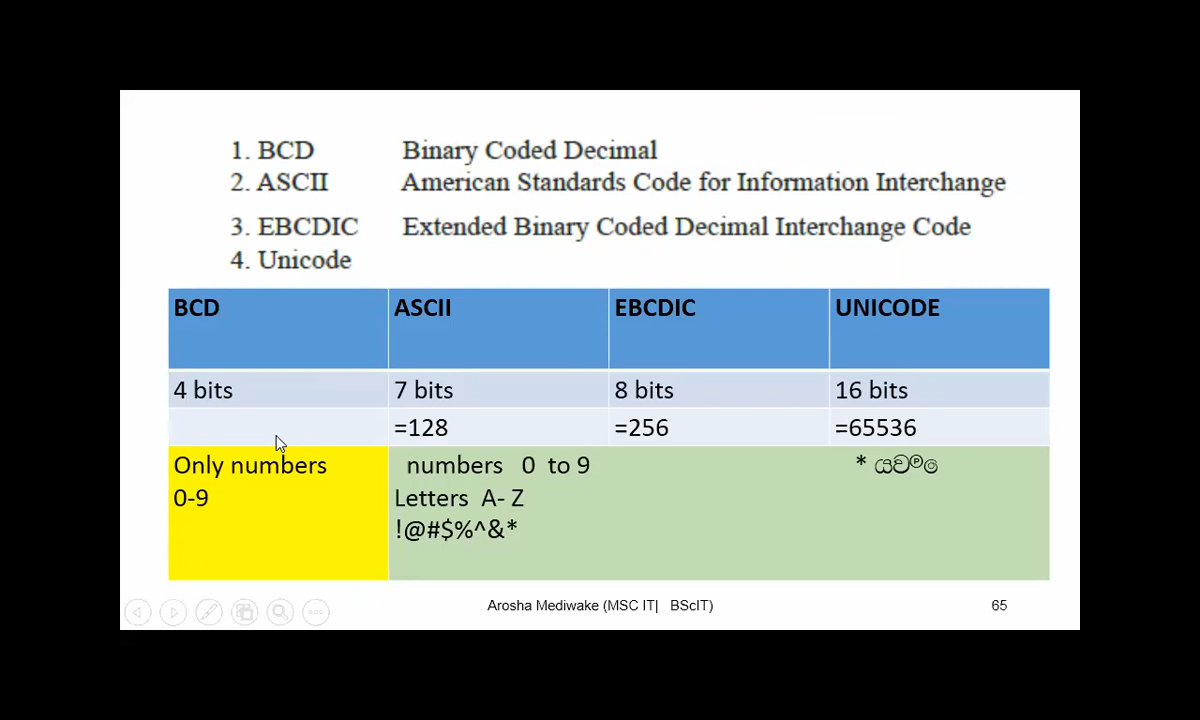 1. BCD Binary Coded Decimal
2. ASCII American Standards Code for Information Interchange
3. EBCDIC Extended Binary Coded Decimal Interchange Code
4. Unicode
BCD ASCII EBCDIC UNICODE
4 bits 7 bits 8 bits 16 bits
=128 =256 =65536
Only numbers numbers 0 to 9 *
0-9 Letters A- Z
!@#$%^&*
Arosha Mediwake (MSC IT| BScIT) 65